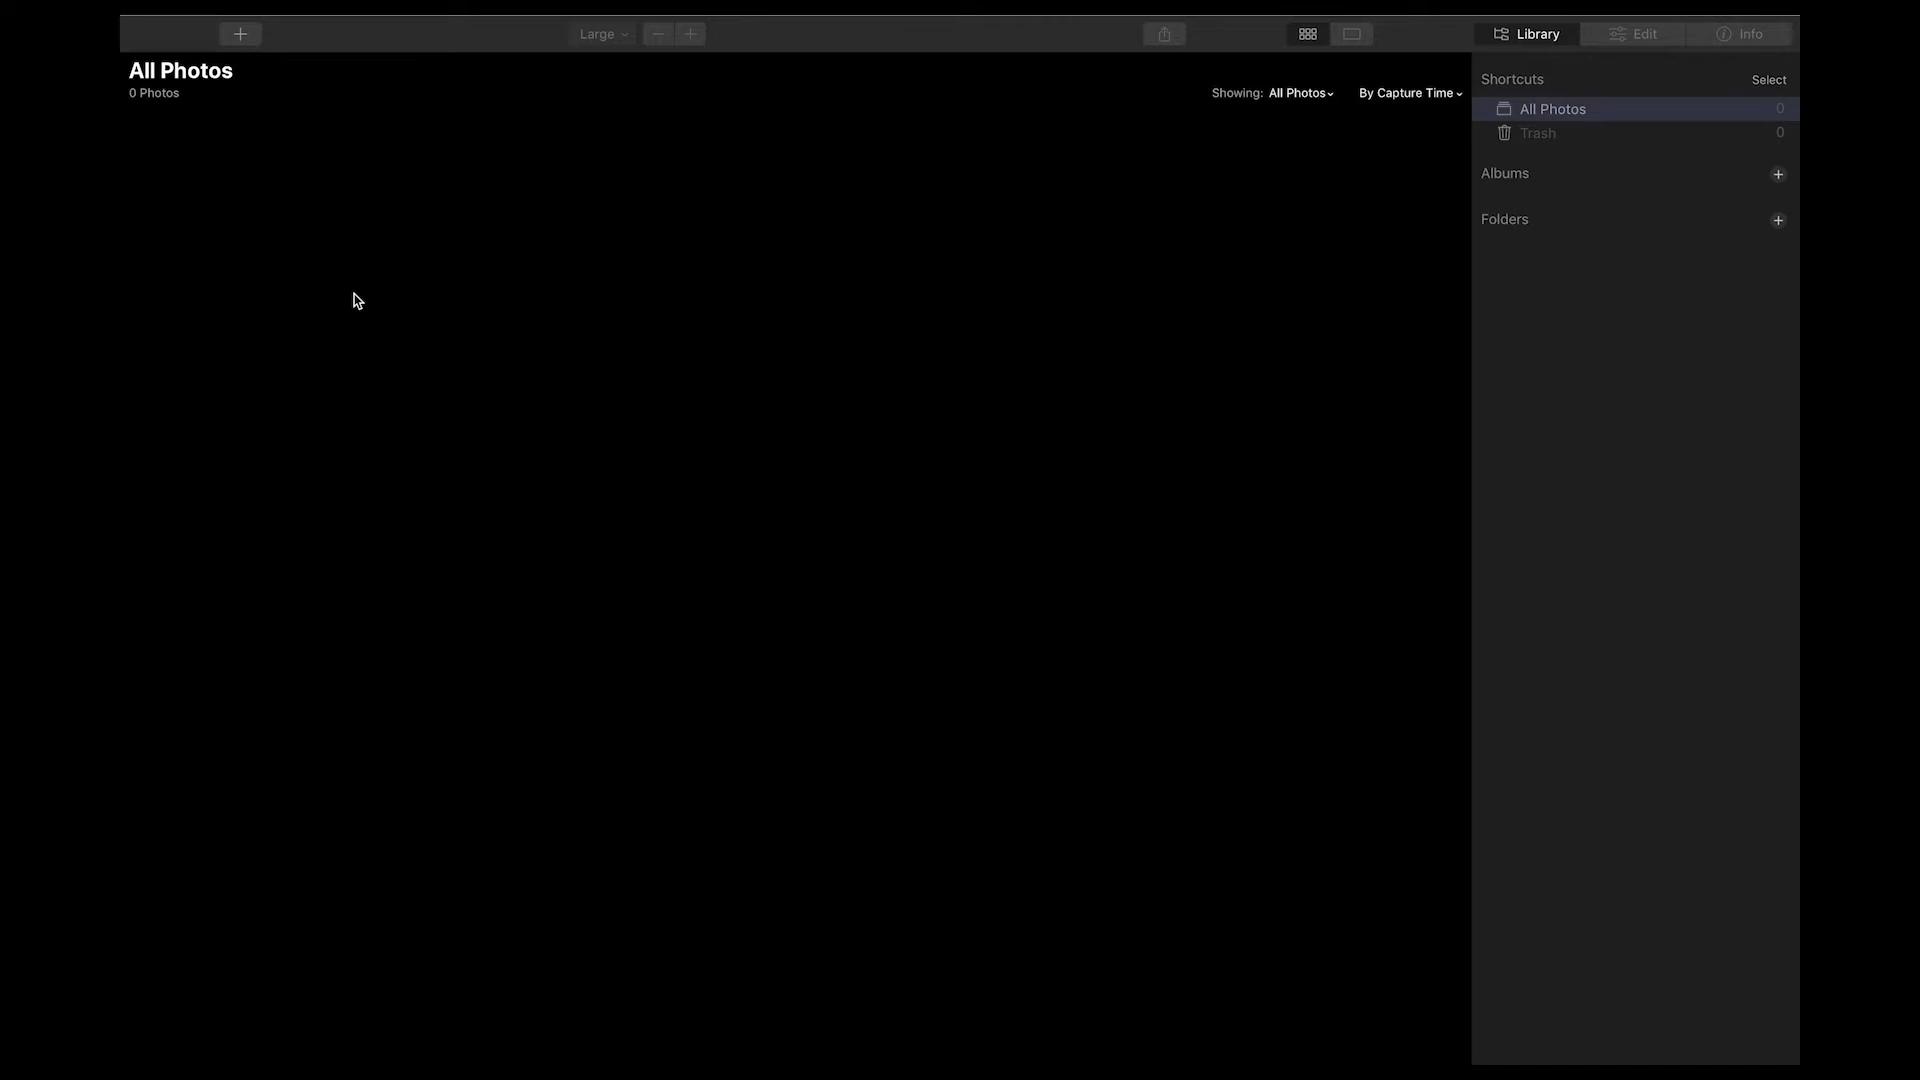 Large
Library
Edit
Info
All Photos
0 Photos
Showing: All Photos
By Capture Time
Shortcuts
Select
All Photos 0
Trash 0
Albums
Folders